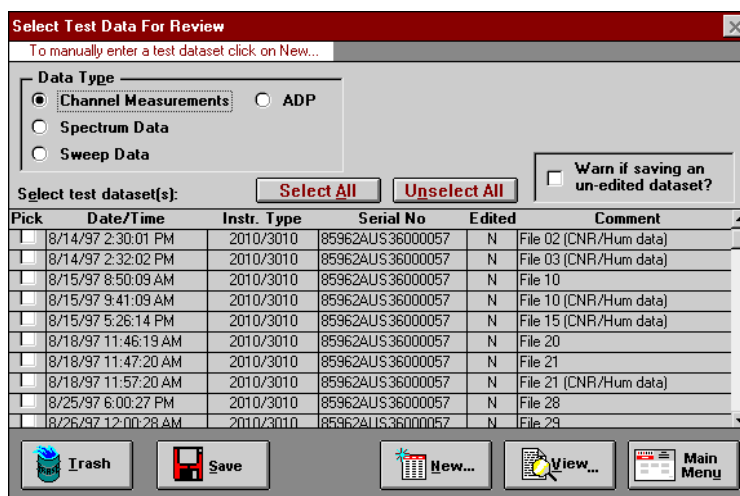 Select Test Data For Review
To manually enter a test dataset click on New...
Data Type
Channel Measurements ADP
Spectrum Data
Sweep Data
Warn if saving an
un-edited dataset?
Select test dataset(s): Select All Unselect All
Pick Date/Time Instr. Type Serial No Edited Comment
8/14/97 2:30:01 PM 2010/3010 85962AUS36000057 N File 02 (CNR/Hum data)
8/14/97 2:32:02 PM 2010/3010 85962AUS36000057 N File 03 (CNR/Hum data)
8/15/97 8:50:09 AM 2010/3010 85962AUS36000057 N File 10
8/15/97 9:41:09 AM 2010/3010 85962AUS36000057 N File 10 (CNR/Hum data)
8/15/97 5:26:14 PM 2010/3010 85962AUS36000057 N File 15 (CNR/Hum data)
8/18/97 11:46:19 AM 2010/3010 85962AUS36000057 N File 20
8/18/97 11:47:20 AM 2010/3010 85962AUS36000057 N File 21
8/18/97 11:57:20 AM 2010/3010 85962AUS36000057 N File 21 (CNR/Hum data)
8/25/97 6:00:27 PM 2010/3010 85962AUS36000057 N File 28
8/26/97 12:00:28 AM 2010/3010 85962AUS36000057 N File 29
Trash Save New... View... Main
Menu